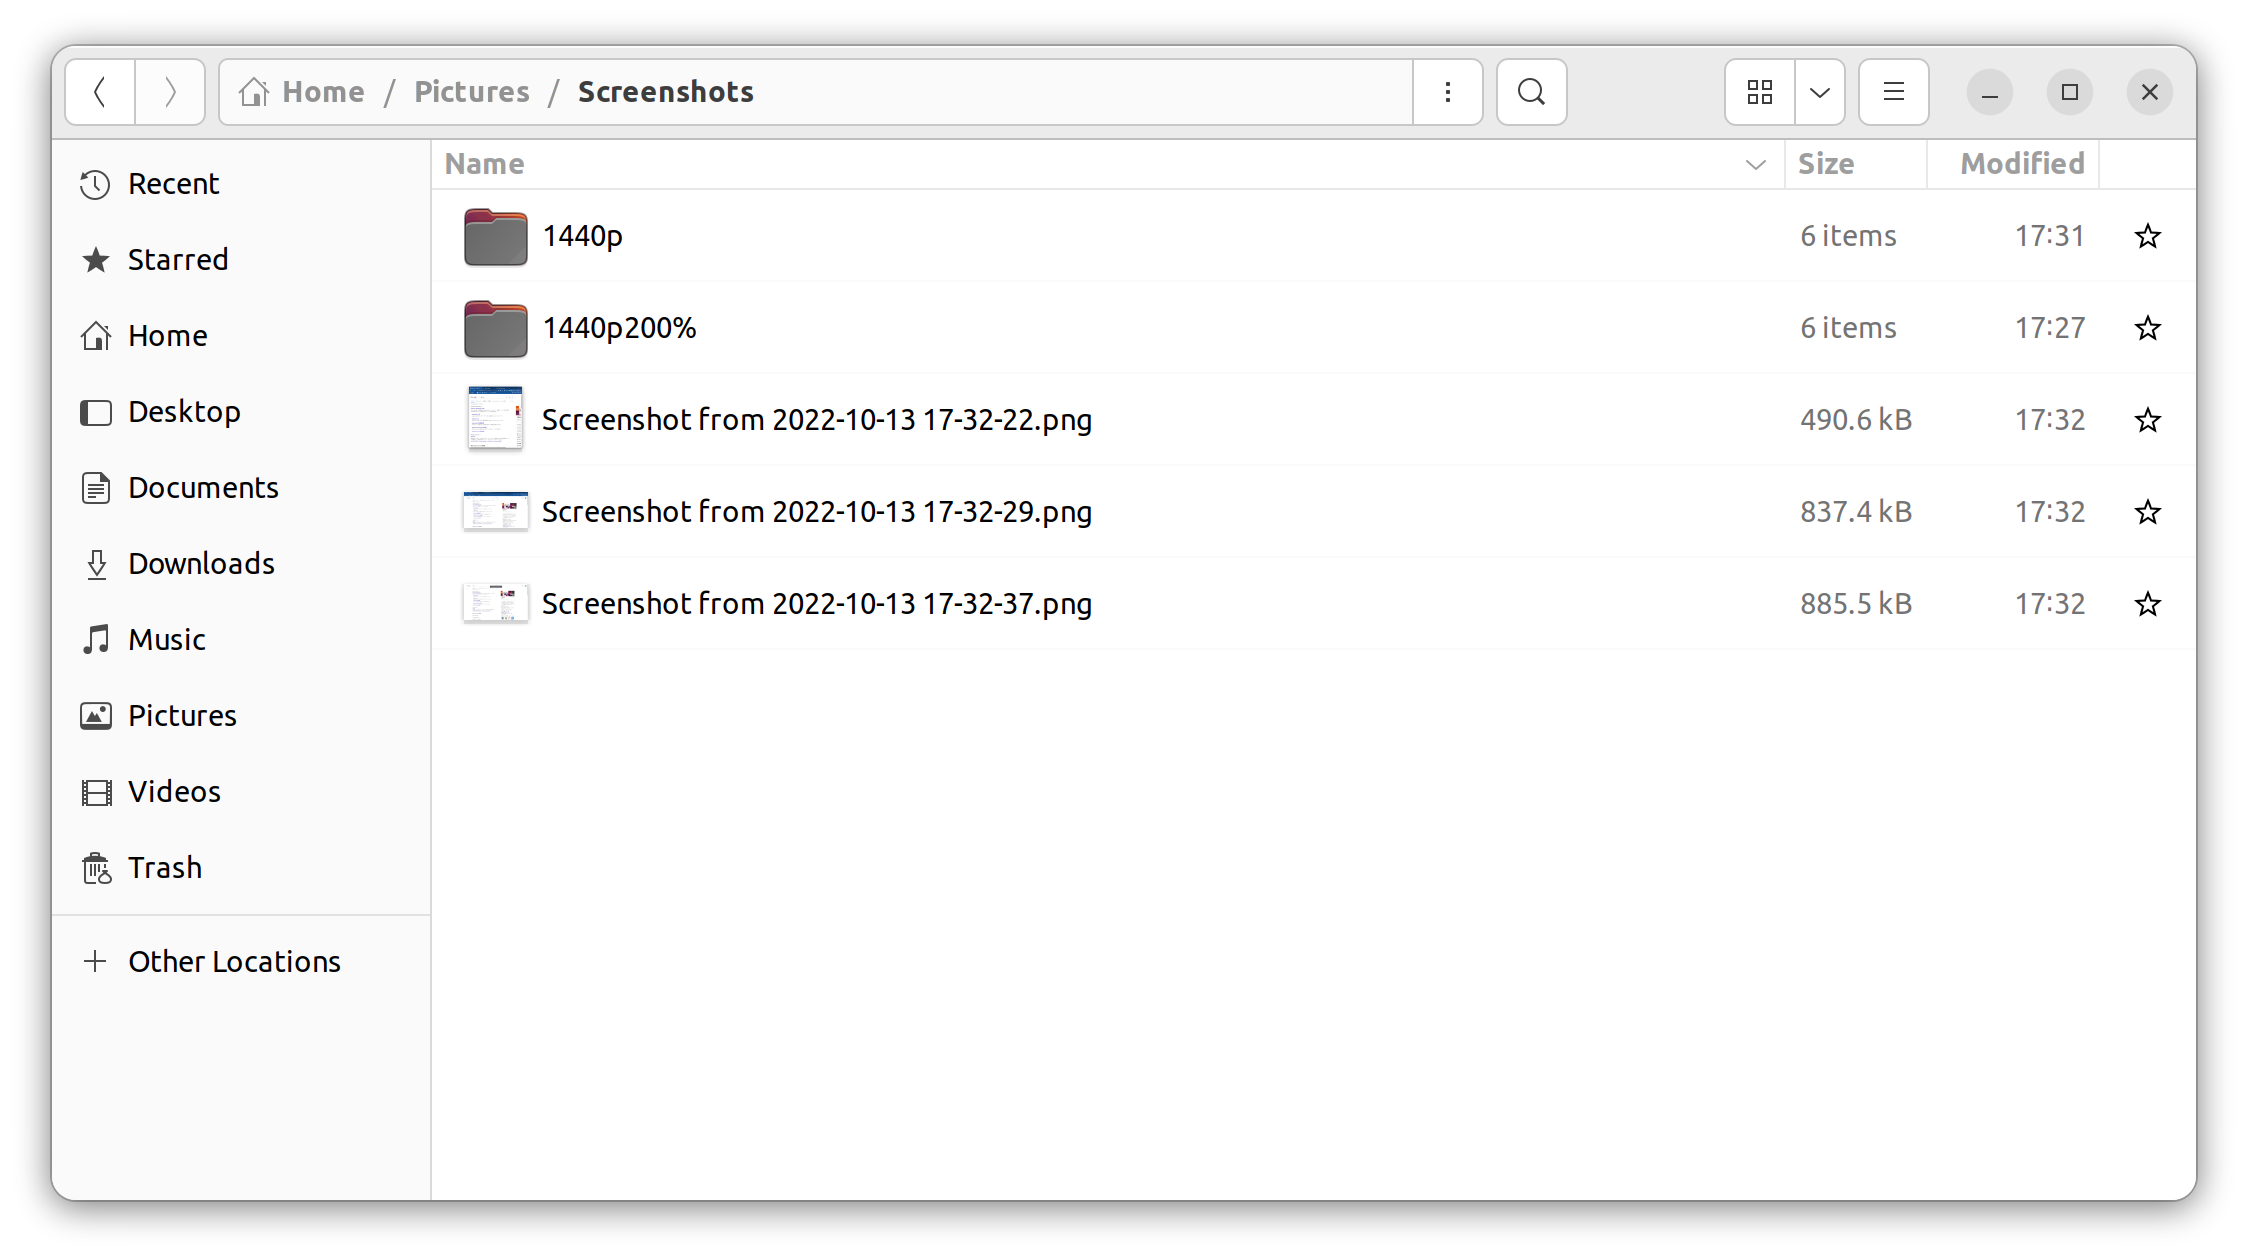 Home / Pictures / Screenshots
Recent
Starred
Home
Desktop
Documents
Downloads
Music
Pictures
Videos
Trash
Other Locations
Name Size Modified
1440p 6 items 17:31
1440p200% 6 items 17:27
Screenshot from 2022-10-13 17-32-22.png 490.6 kB 17:32
Screenshot from 2022-10-13 17-32-29.png 837.4 kB 17:32
Screenshot from 2022-10-13 17-32-37.png 885.5 kB 17:32